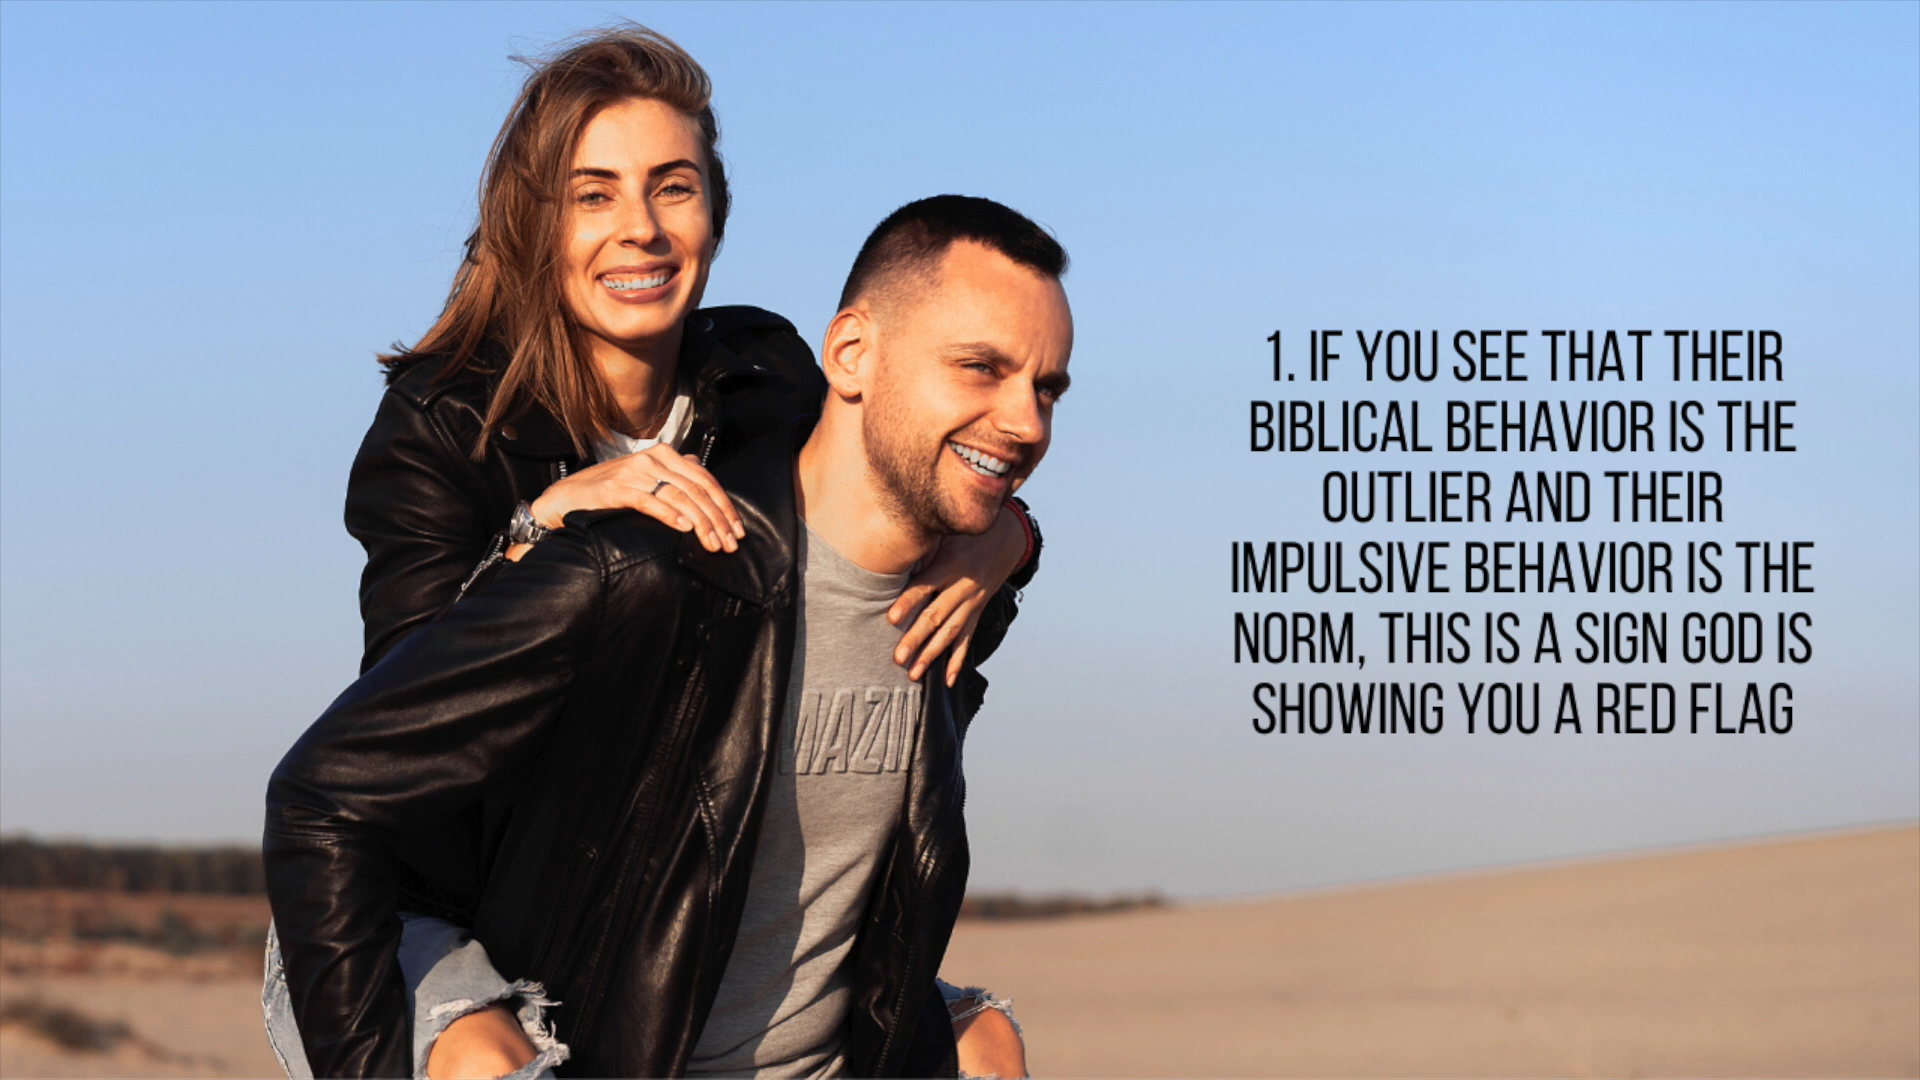 1. IF YOU SEE THAT THEIR
BIBLICAL BEHAVIOR IS THE
OUTLIER AND THEIR
IMPULSIVE BEHAVIOR IS THE
NORM, THIS IS A SIGN GOD IS
SHOWING YOU A RED FLAG